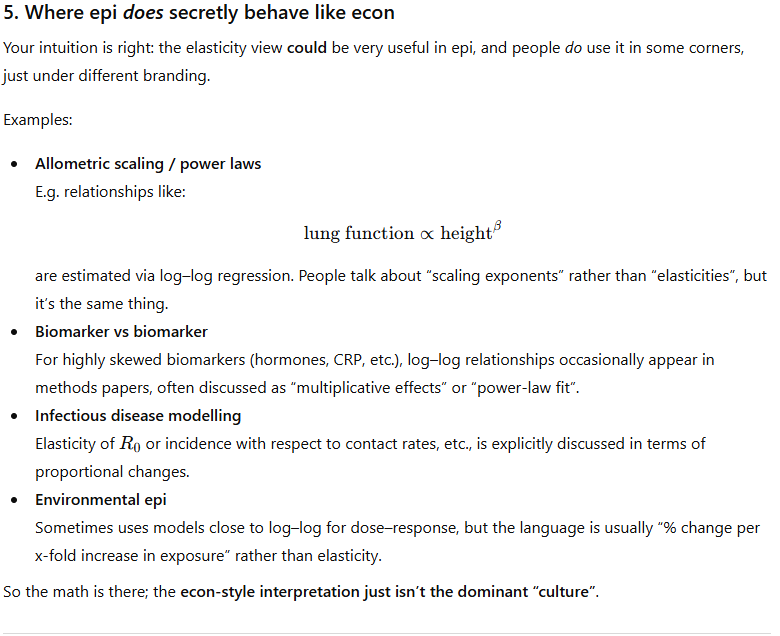 5. Where epi does secretly behave like econ
Your intuition is right: the elasticity view could be very useful in epi, and people do use it in some corners,
just under different branding.
Examples:
• Allometric scaling / power laws
E.g. relationships like:
lung function ∝ height^β
are estimated via log–log regression. People talk about “scaling exponents” rather than “elasticities”, but
it’s the same thing.
• Biomarker vs biomarker
For highly skewed biomarkers (hormones, CRP, etc.), log–log relationships occasionally appear in
methods papers, often discussed as “multiplicative effects” or “power-law fit”.
• Infectious disease modelling
Elasticity of R₀ or incidence with respect to contact rates, etc., is explicitly discussed in terms of
proportional changes.
• Environmental epi
Sometimes uses models close to log–log for dose–response, but the language is usually “% change per
x-fold increase in exposure” rather than elasticity.
So the math is there; the econ-style interpretation just isn’t the dominant “culture”.